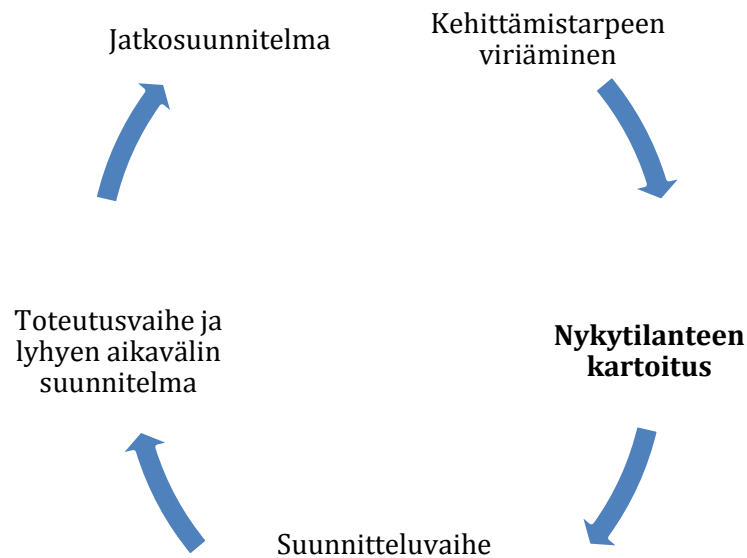 Jatkosuunnitelma
Kehittämistarpeen
viriäminen
Nykytilanteen
kartoitus
Suunnitteluvaihe
Toteutusvaihe ja
lyhyen aikavälin
suunnitelma